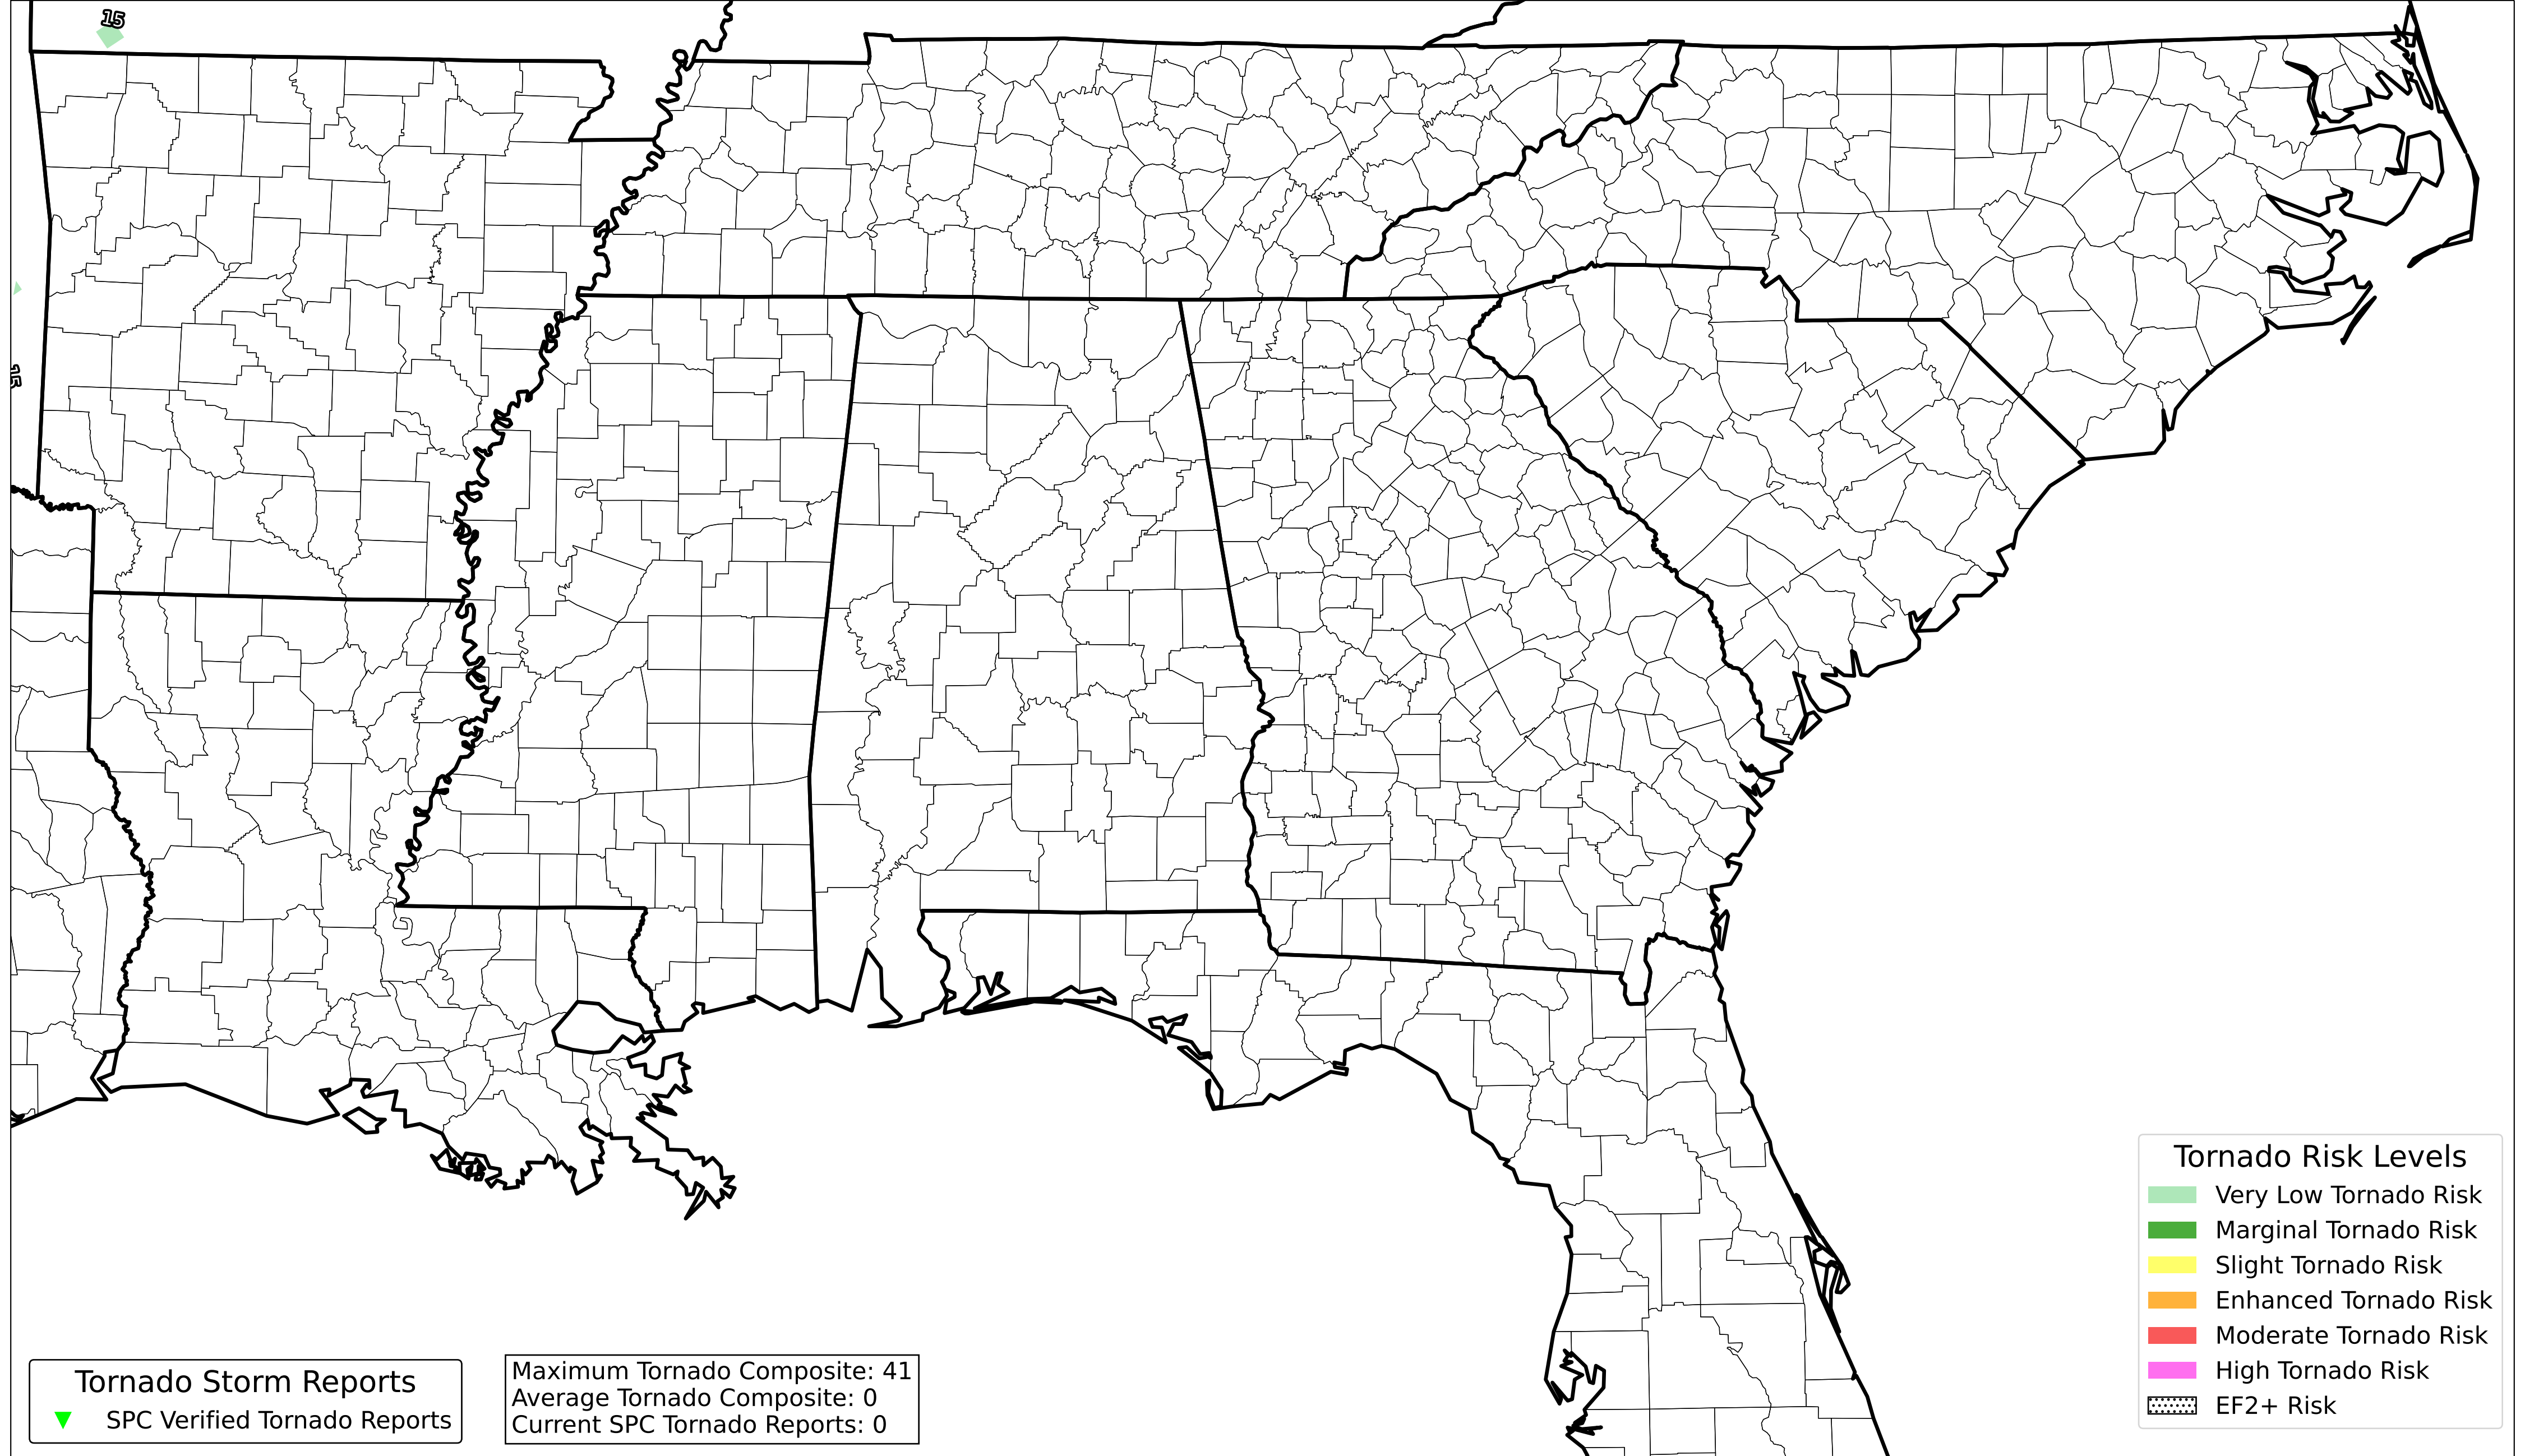 15
15
Tornado Risk Levels
Very Low Tornado Risk
Marginal Tornado Risk
Slight Tornado Risk
Enhanced Tornado Risk
Moderate Tornado Risk
High Tornado Risk
EF2+ Risk
Tornado Storm Reports
SPC Verified Tornado Reports
Maximum Tornado Composite: 41
Average Tornado Composite: 0
Current SPC Tornado Reports: 0